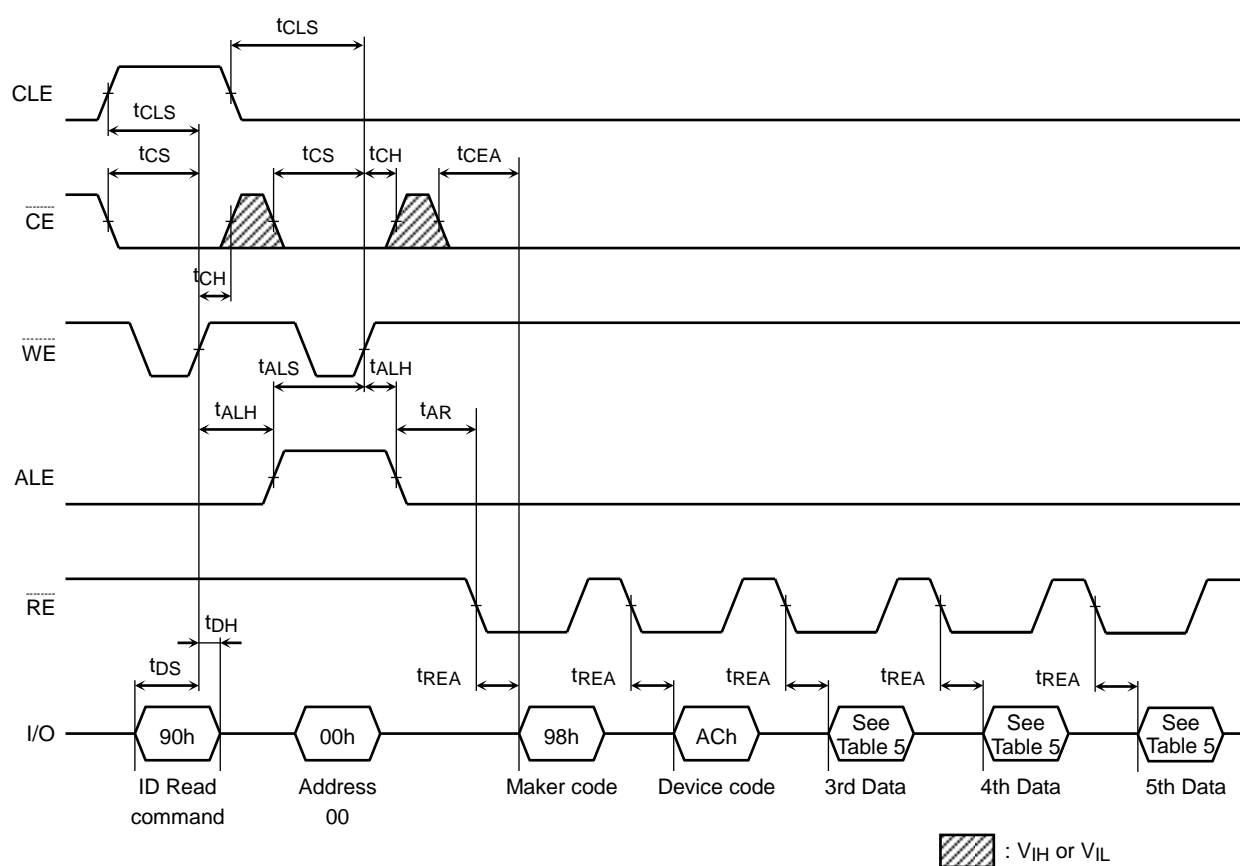 tCLS
CLE
tCLS
tCS
tCS
tCH
tCEA
CE
tCH
WE
tALS
tALH
tALH
tAR
ALE
RE
tDH
tDS
tREA
tREA
tREA
tREA
tREA
I/O
90h
00h
98h
ACh
See
Table 5
See
Table 5
See
Table 5
ID Read
command
Address
00
Maker code
Device code
3rd Data
4th Data
5th Data
: VIH or VIL